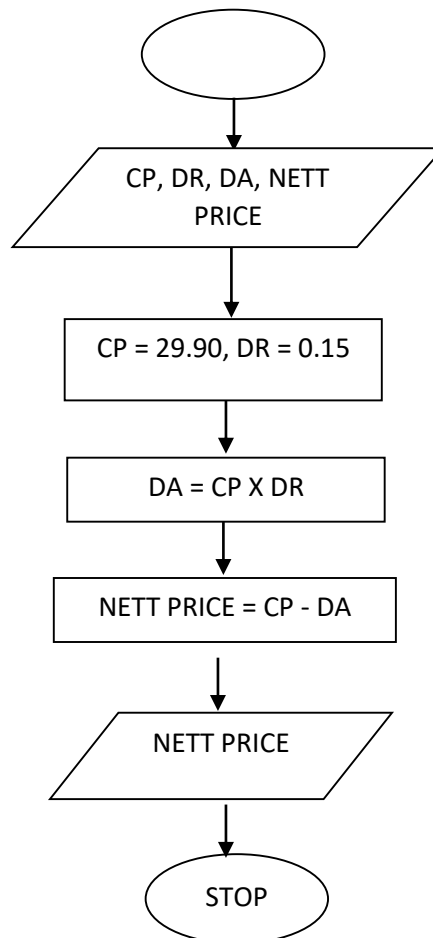 CP, DR, DA, NETT
PRICE
CP = 29.90, DR = 0.15
DA = CP X DR
NETT PRICE = CP - DA
NETT PRICE
STOP